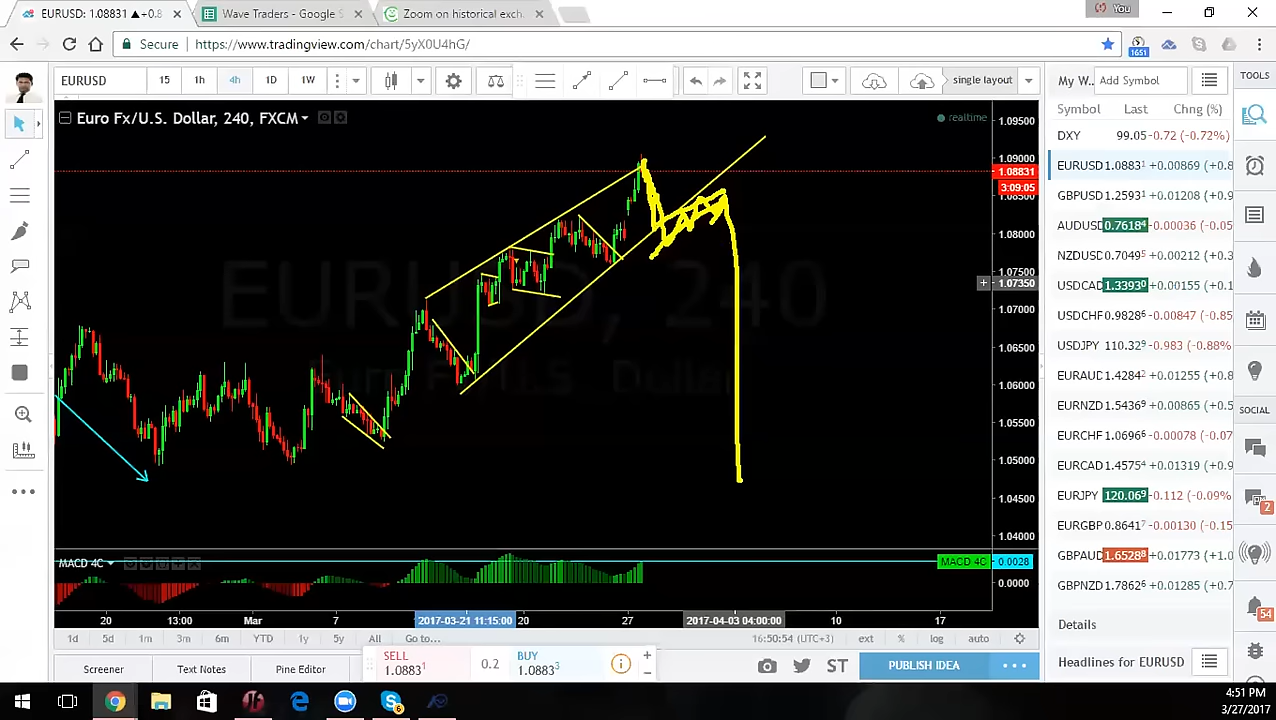 EURUSD: 1.0883 ▲+0.8
Wave Traders - Google S
Zoom on historical exch
You
Secure
https://www.tradingview.com/chart/5yX0U4hG/
1651
EURUSD
15
1h
4h
1D
1W
single layout
My W...
Add Symbol
TOOLS
Euro Fx/U.S. Dollar, 240, FXCM
realtime
Symbol
Last
Chng (%)
DXY 99.05 -0.72 (-0.72%)
EURUSD 1.0883¹ +0.00869 (+0.8
GBPUSD 1.2593¹ +0.01208 (+0.9
AUDUSD 0.7618⁴ -0.00036 (-0.0
NZDUSD 0.7049⁵ +0.00212 (+0.3
USDCAD 1.3393⁰ +0.00155 (+0.1
USDCHF 0.9828⁶ -0.00847 (-0.85
USDJPY 110.32⁹ -0.983 (-0.88%)
EURAUD 1.4284² +0.01255 (+0.8
EURNZD 1.5436⁹ +0.00865 (+0.5
EURCHF 1.0696⁶ -0.00078 (-0.07
EURCAD 1.4575⁴ +0.01319 (+0.9
EURJPY 120.06⁹ -0.112 (-0.09%)
EURGBP 0.8641⁷ -0.00130 (-0.15
GBPAUD 1.6528⁸ +0.01773 (+1.0
GBPNZD 1.7862⁶ +0.01285 (+0.7
SOCIAL
2
54
Details
Headlines for EURUSD
1.09500
1.09000
1.08831
3:09:05
1.08500
1.08000
1.07500
1.07350
1.07000
1.06500
1.06000
1.05500
1.05000
1.04500
1.04000
EURUSD, 240
Euro Fx/U.S. Dollar
MACD 4C
MACD 4C
0.0028
0.0000
20
13:00
Mar
7
2017-03-21 11:15:00
20
27
2017-04-03 04:00:00
10
17
1d
5d
1m
3m
6m
YTD
1y
5y
All
Go to...
16:50:54 (UTC+3)
ext
%
log
auto
Screener
Text Notes
Pine Editor
SELL
1.0883¹
0.2
BUY
1.0883³
ST
PUBLISH IDEA
6
4:51 PM
3/27/2017